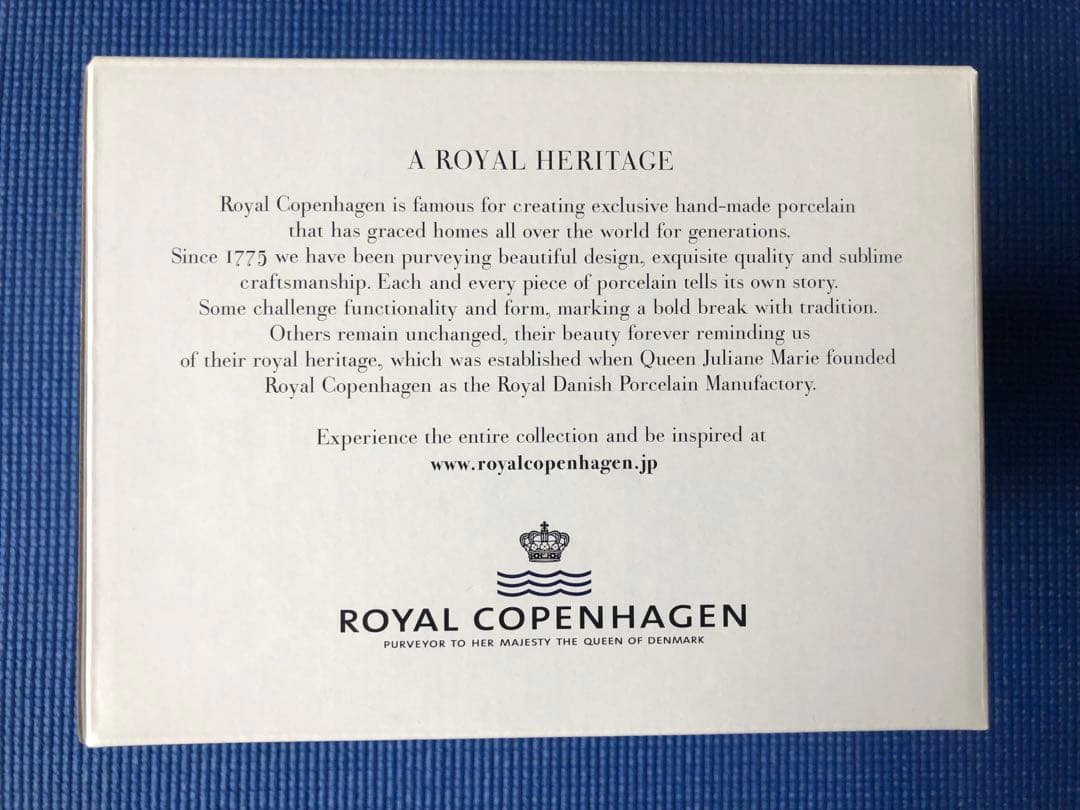 A ROYAL HERITAGE
Royal Copenhagen is famous for creating exclusive hand-made porcelain
that has graced homes all over the world for generations.
Since 1775 we have been purveying beautiful design, exquisite quality and sublime
craftsmanship. Each and every piece of porcelain tells its own story.
Some challenge functionality and form, marking a bold break with tradition.
Others remain unchanged, their beauty forever reminding us
of their royal heritage, which was established when Queen Juliane Marie founded
Royal Copenhagen as the Royal Danish Porcelain Manufactory.
Experience the entire collection and be inspired at
www.royalcopenhagen.jp
ROYAL COPENHAGEN
PURVEYOR TO HER MAJESTY THE QUEEN OF DENMARK